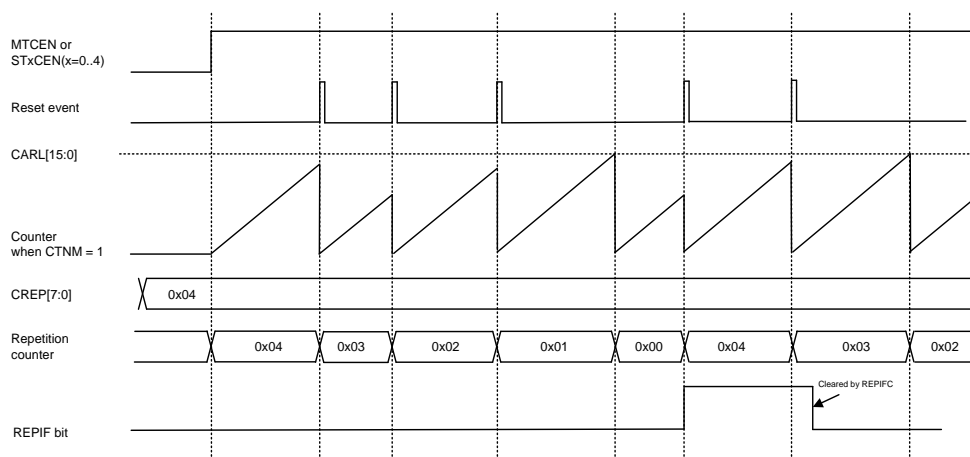 MTCEN or
STxCEN(x=0..4)
Reset event
CARL[15:0]
Counter
when CTNM = 1
CREP[7:0]
0x04
Repetition
counter
0x04
0x03
0x02
0x01
0x00
0x04
0x03
0x02
Cleared by REPIFC
REPIF bit